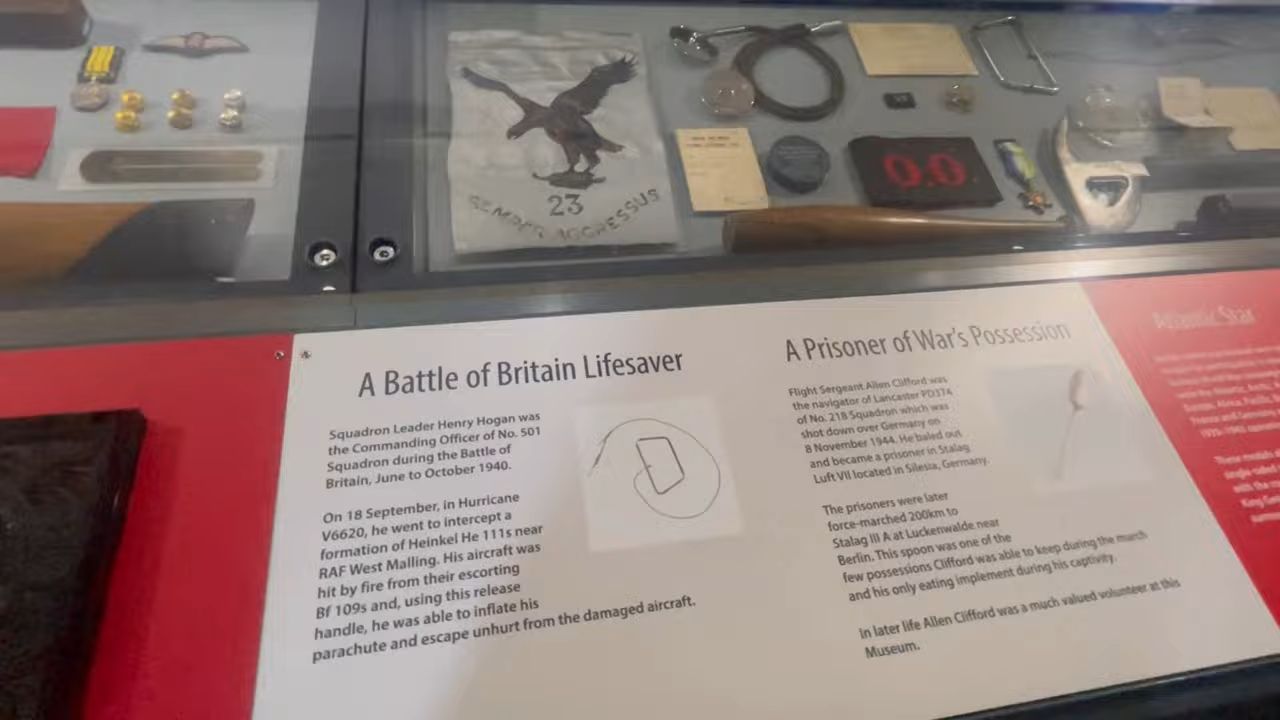 23
SEMPER AGGRESSUS
O.O.
A Battle of Britain Lifesaver
Squadron Leader Henry Hogan was
the Commanding Officer of No. 501
Squadron during the Battle of
Britain, June to October 1940.
On 18 September, in Hurricane
V6620, he went to intercept a
formation of Heinkel He 111s near
RAF West Malling. His aircraft was
hit by fire from their escorting
Bf 109s and, using this release
handle, he was able to inflate his
parachute and escape unhurt from the damaged aircraft.
A Prisoner of War's Possession
Flight Sergeant Allen Clifford was
the navigator of Lancaster PD374
of No. 218 Squadron which was
shot down over Germany on
8 November 1944. He baled out
and became a prisoner in Stalag
Luft VII located in Silesia, Germany.
The prisoners were later
force-marched 200km to
Stalag III A at Luckenwalde near
Berlin. This spoon was one of the
few possessions Clifford was able to keep during the march
and his only eating implement during his captivity.
In later life Allen Clifford was a much valued volunteer at this
Museum.
Atlantic Star